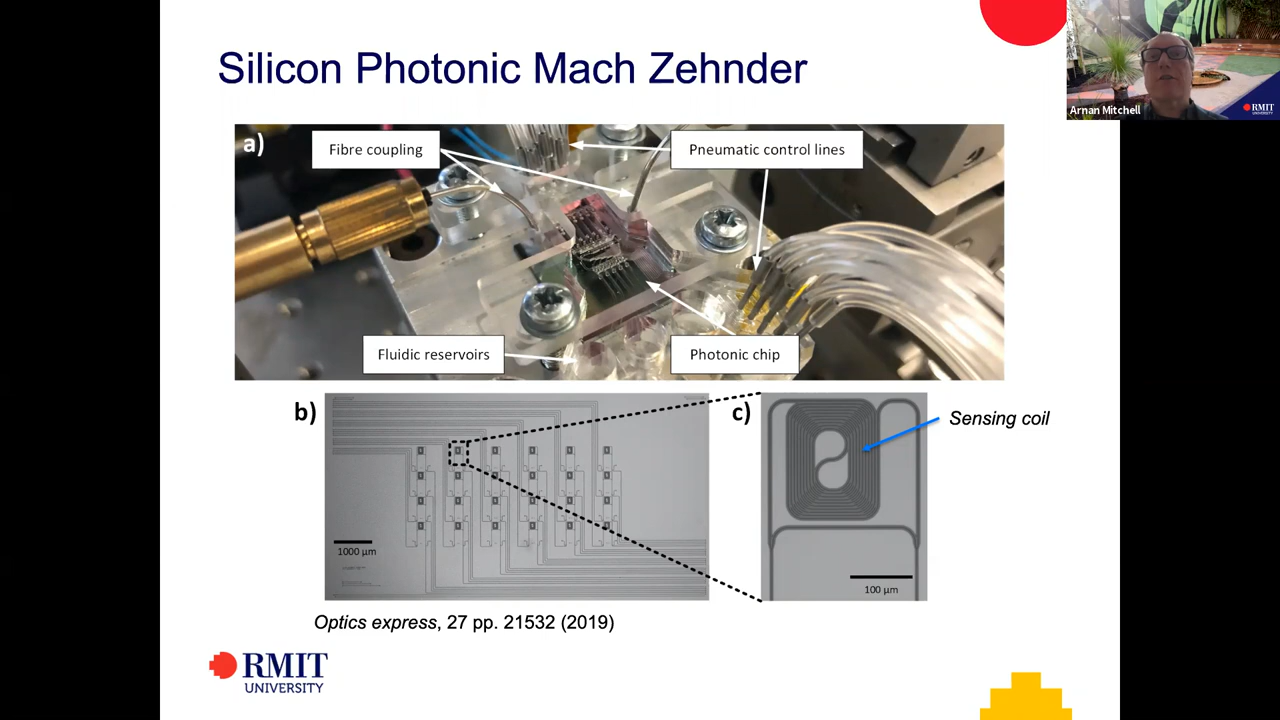 Silicon Photonic Mach Zehnder
Arnan Mitchell
RMIT
UNIVERSITY
a)
Fibre coupling
Pneumatic control lines
Fluidic reservoirs
Photonic chip
b)
1000 µm
c)
Sensing coil
100 µm
Optics express, 27 pp. 21532 (2019)
RMIT
UNIVERSITY